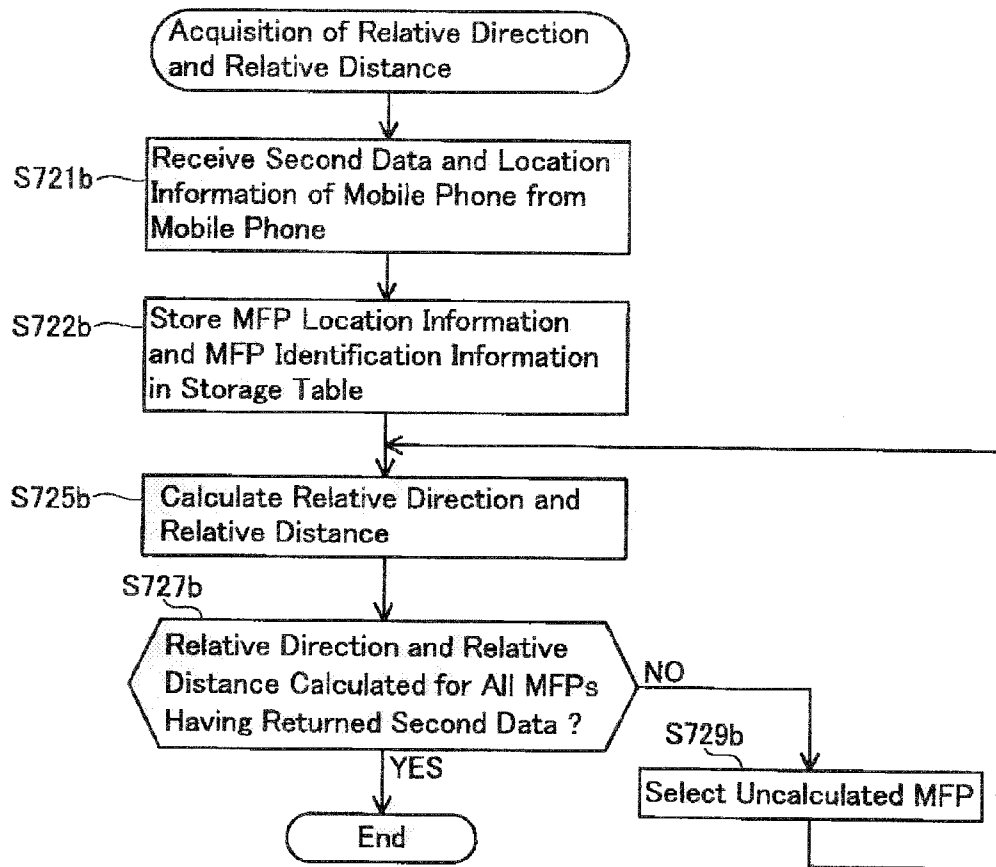 Acquisition of Relative Direction
and Relative Distance
S721b
Receive Second Data and Location
Information of Mobile Phone from
Mobile Phone
S722b
Store MFP Location Information
and MFP Identification Information
in Storage Table
S725b
Calculate Relative Direction and
Relative Distance
S727b
Relative Direction and Relative
Distance Calculated for All MFPs
Having Returned Second Data ?
NO
S729b
Select Uncalculated MFP
YES
End